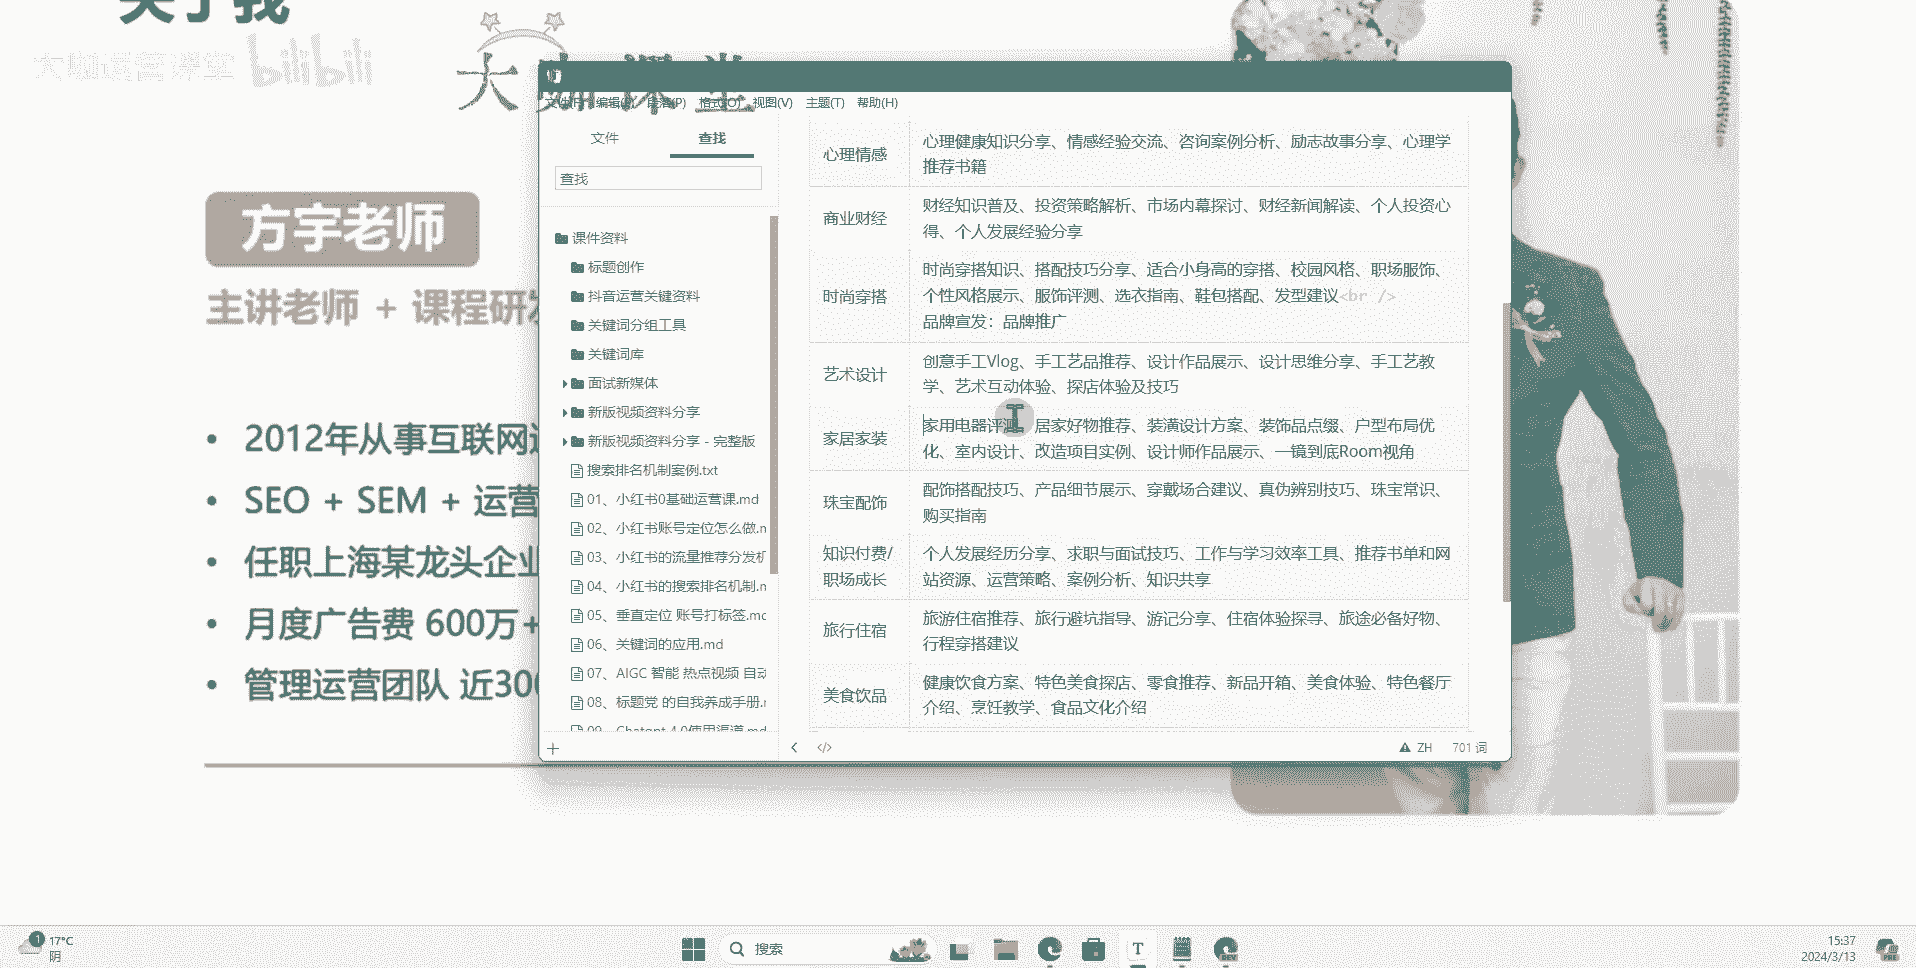 关于我
大咖运营课堂 bilibili
大咖课堂
方宇老师
主讲老师 + 课程研发
• 2012年从事互联网
• SEO + SEM + 运营
• 任职上海某龙头企业
• 月度广告费 600万+
• 管理运营团队 近300
文件(F) 编辑(E) 段落(P) 格式(O) 视图(V) 主题(T) 帮助(H)
文件 查找
查找
课件资料
标题创作
抖音运营关键资料
关键词分组工具
关键词库
面试新媒体
新版视频资料分享
新版视频资料分享 - 完整版
搜索排名机制案例.txt
01、小红书0基础运营课.md
02、小红书账号定位怎么做.m
03、小红书的流量推荐分发机
04、小红书的搜索排名机制.m
05、垂直定位 账号打标签.md
06、关键词的应用.md
07、AIGC 智能 热点视频 自动
08、标题党 的自我养成手册.m
09、Chatgpt 4.0使用渠道.md
心理情感
心理健康知识分享、情感经验交流、咨询案例分析、励志故事分享、心理学
推荐书籍
商业财经
财经知识普及、投资策略解析、市场内幕探讨、财经新闻解读、个人投资心
得、个人发展经验分享
时尚穿搭
时尚穿搭知识、搭配技巧分享、适合小身高的穿搭、校园风格、职场服饰、
个性风格展示、服饰评测、选衣指南、鞋包搭配、发型建议<br />
品牌宣发：品牌推广
艺术设计
创意手工Vlog、手工艺品推荐、设计作品展示、设计思维分享、手工艺教
学、艺术互动体验、探店体验及技巧
家居家装
家用电器评测、居家好物推荐、装潢设计方案、装饰品点缀、户型布局优
化、室内设计、改造项目实例、设计师作品展示、一镜到底Room视角
珠宝配饰
配饰搭配技巧、产品细节展示、穿戴场合建议、真伪辨别技巧、珠宝常识、
购买指南
知识付费/
职场成长
个人发展经历分享、求职与面试技巧、工作与学习效率工具、推荐书单和网
站资源、运营策略、案例分析、知识共享
旅行住宿
旅游住宿推荐、旅行避坑指导、游记分享、住宿体验探寻、旅途必备好物、
行程穿搭建议
美食饮品
健康饮食方案、特色美食探店、零食推荐、新品开箱、美食体验、特色餐厅
介绍、烹饪教学、食品文化介绍
ZH 701 词
1 17°C
阴
搜索
15:37
2024/3/13